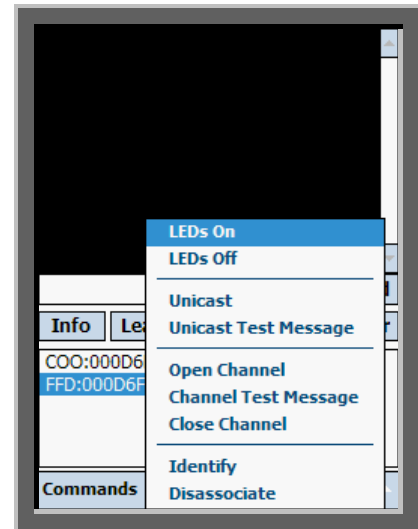 LEDs On
LEDs Off
Unicast
Info
Unicast Test Message
Open Channel
COO:000D6
FFD:000D6F
Channel Test Message
Close Channel
Identify
Commands
Disassociate